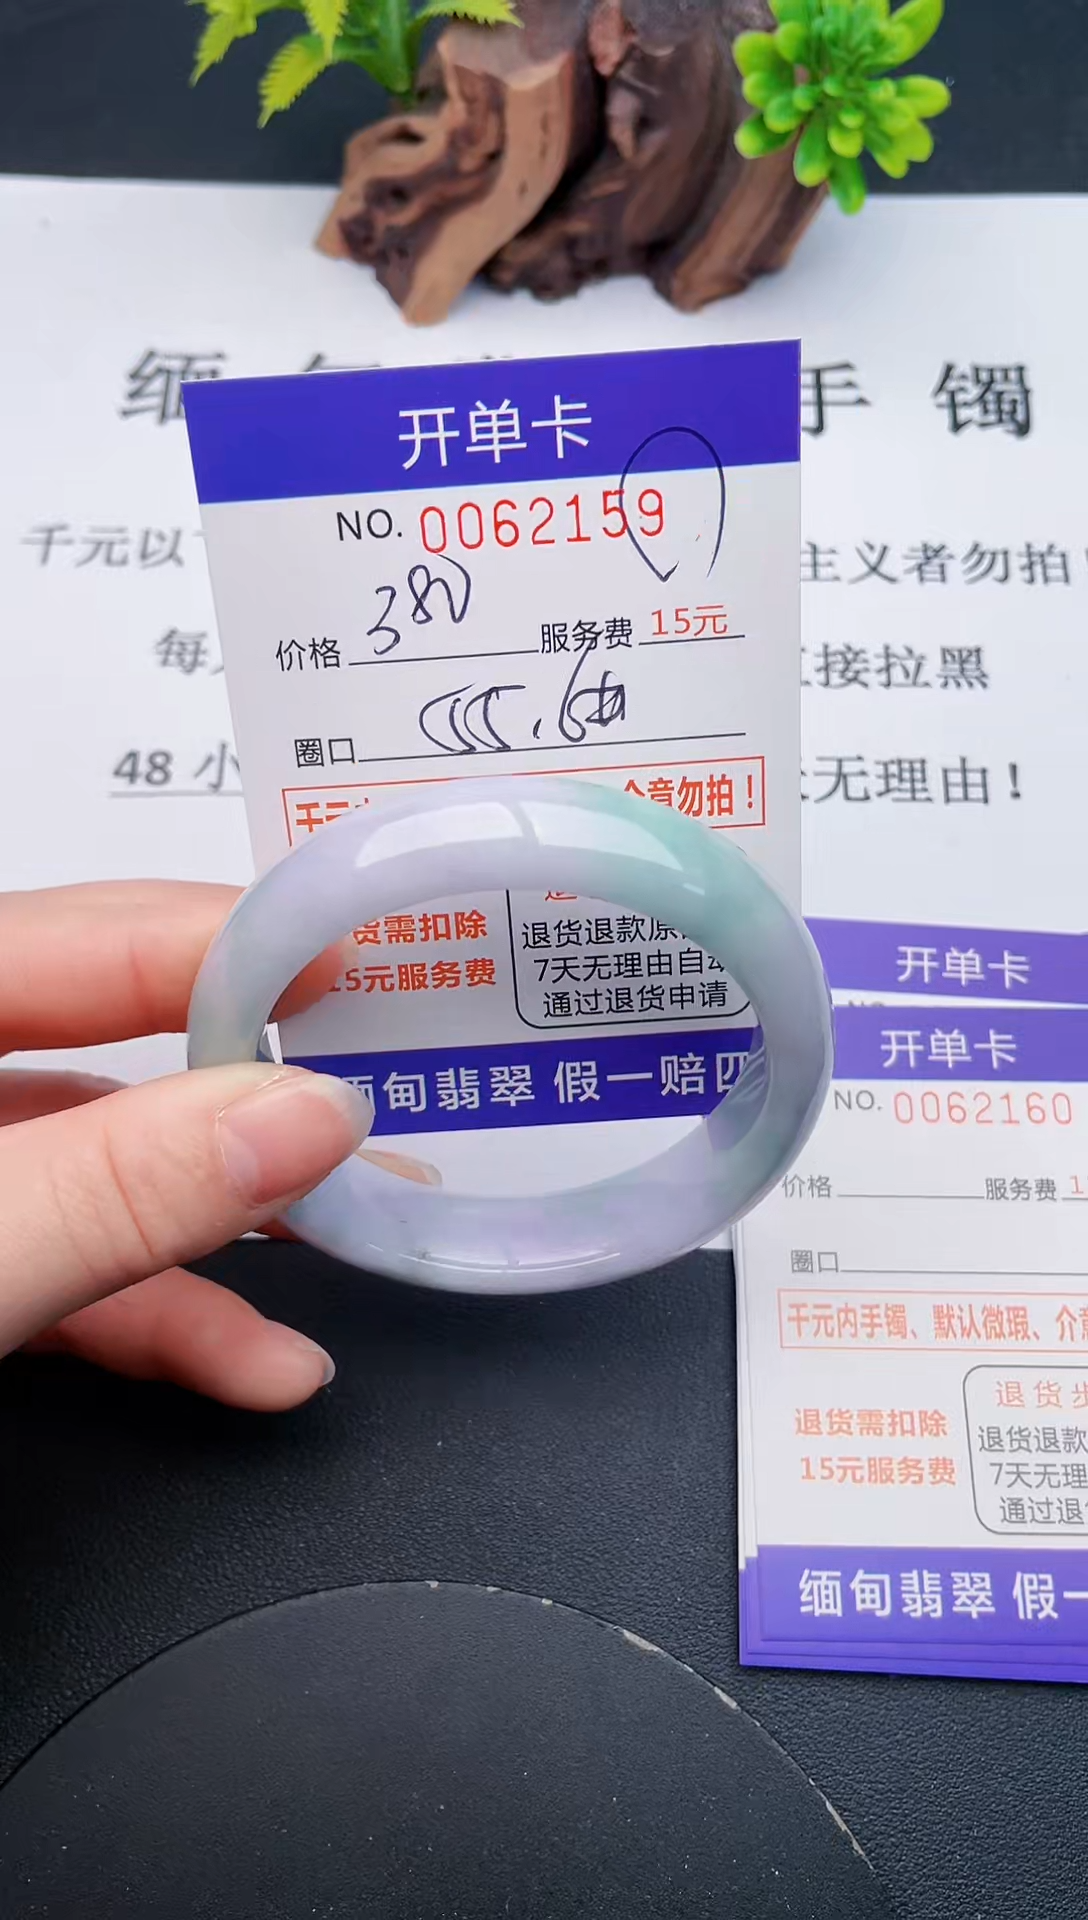 缅 手 镯
开单卡
NO. 0062159
千元以 主义者勿拍!
价格 380 服务费 15元
每 接拉黑
圈口 55.6
48 小 无理由!
介意勿拍!
货需扣除
15元服务费
退货退款
7天无理由自动
通过退货申请
缅甸翡翠 假一赔四
开单卡
开单卡
NO. 0062160
价格 服务费 1
圈口
千元内手镯、默认微瑕、介意
退货需扣除
15元服务费
退货步
退货退款
7天无理
通过退
缅甸翡翠 假一